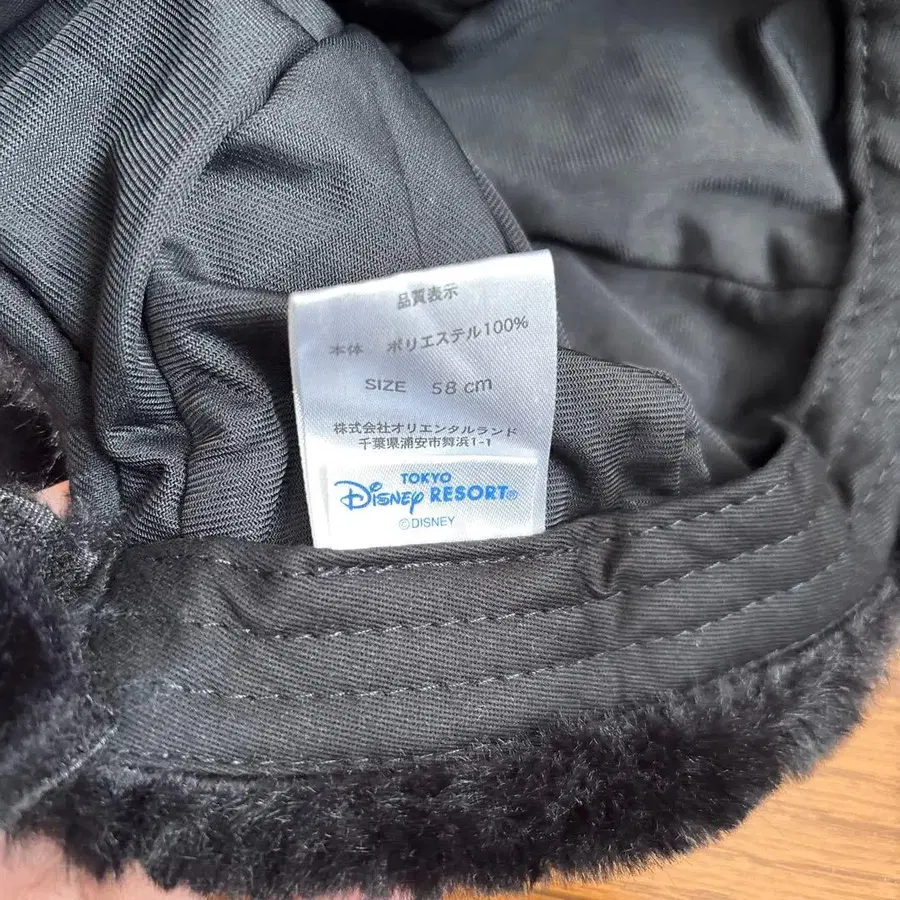 品質表示
本体 ポリエステル100%
SIZE 58cm
株式会社オリエンタルランド
千葉県浦安市舞浜1-1
TOKYO
Disney RESORT®
©DISNEY